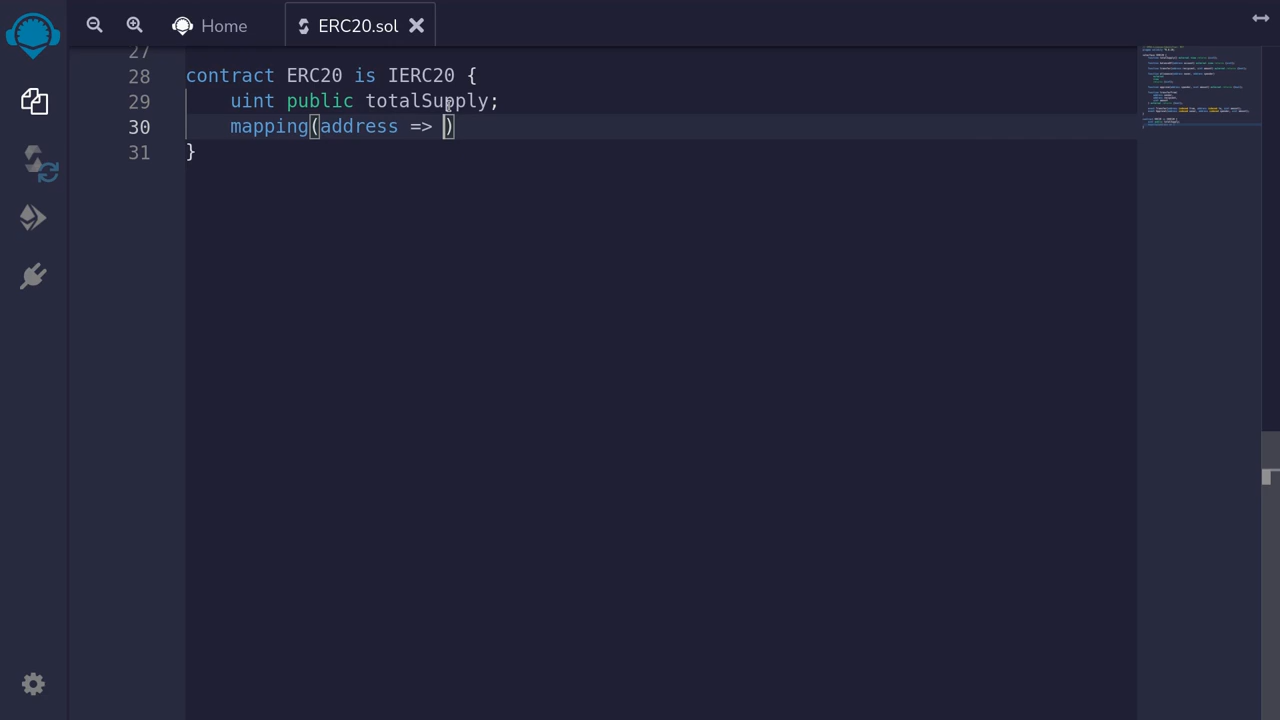 Home
ERC20.sol
27
28 contract ERC20 is IERC20 {
29 uint public totalSupply;
30 mapping(address => )
31 }